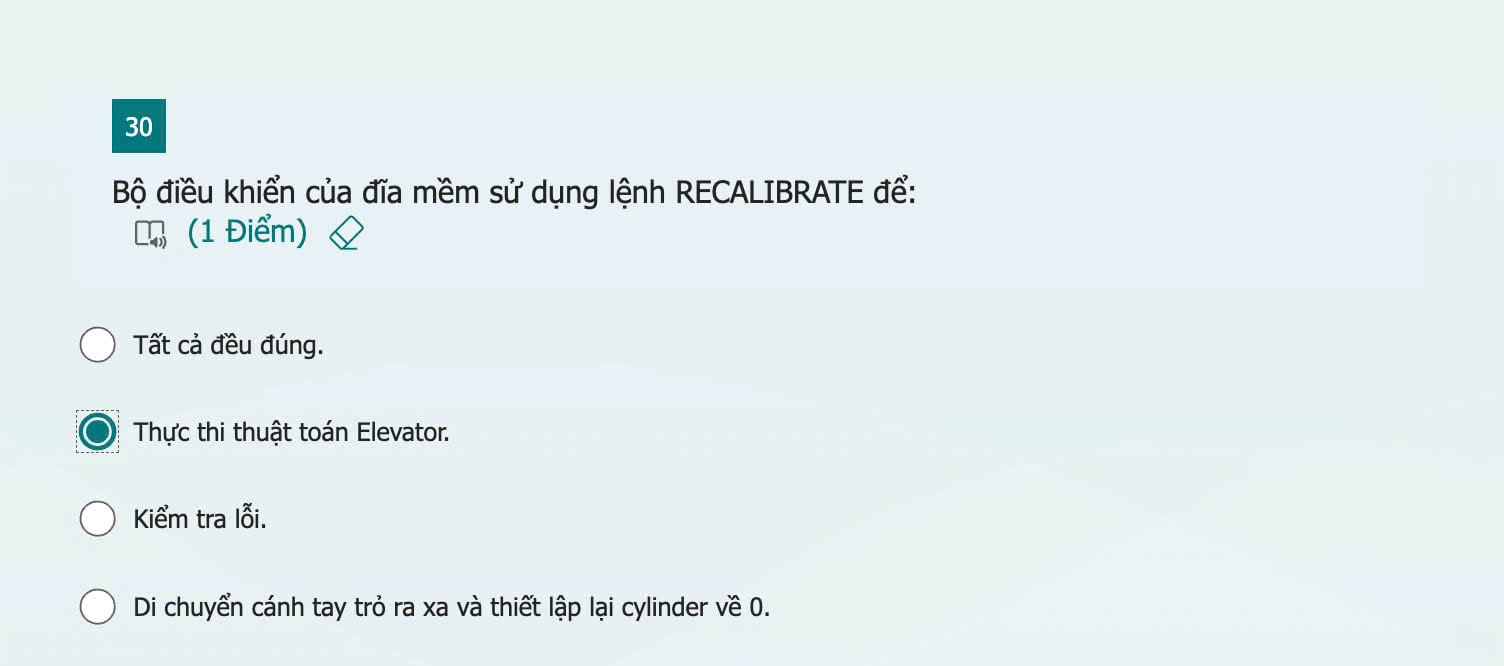 30
Bộ điều khiển của đĩa mềm sử dụng lệnh RECALIBRATE để:
(1 Điểm)
Tất cả đều đúng.
Thực thi thuật toán Elevator.
Kiểm tra lỗi.
Di chuyển cánh tay trỏ ra xa và thiết lập lại cylinder về 0.